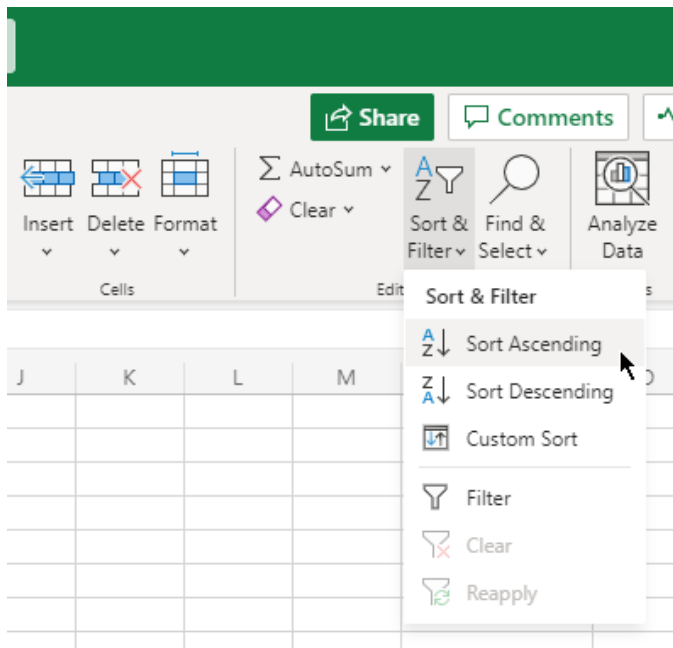 Share
Comments
AutoSum
Clear
Insert
Delete
Format
Sort &
Filter
Find &
Select
Analyze
Data
Cells
Sort & Filter
J
K
L
M
Sort Ascending
Sort Descending
Custom Sort
Filter
Clear
Reapply